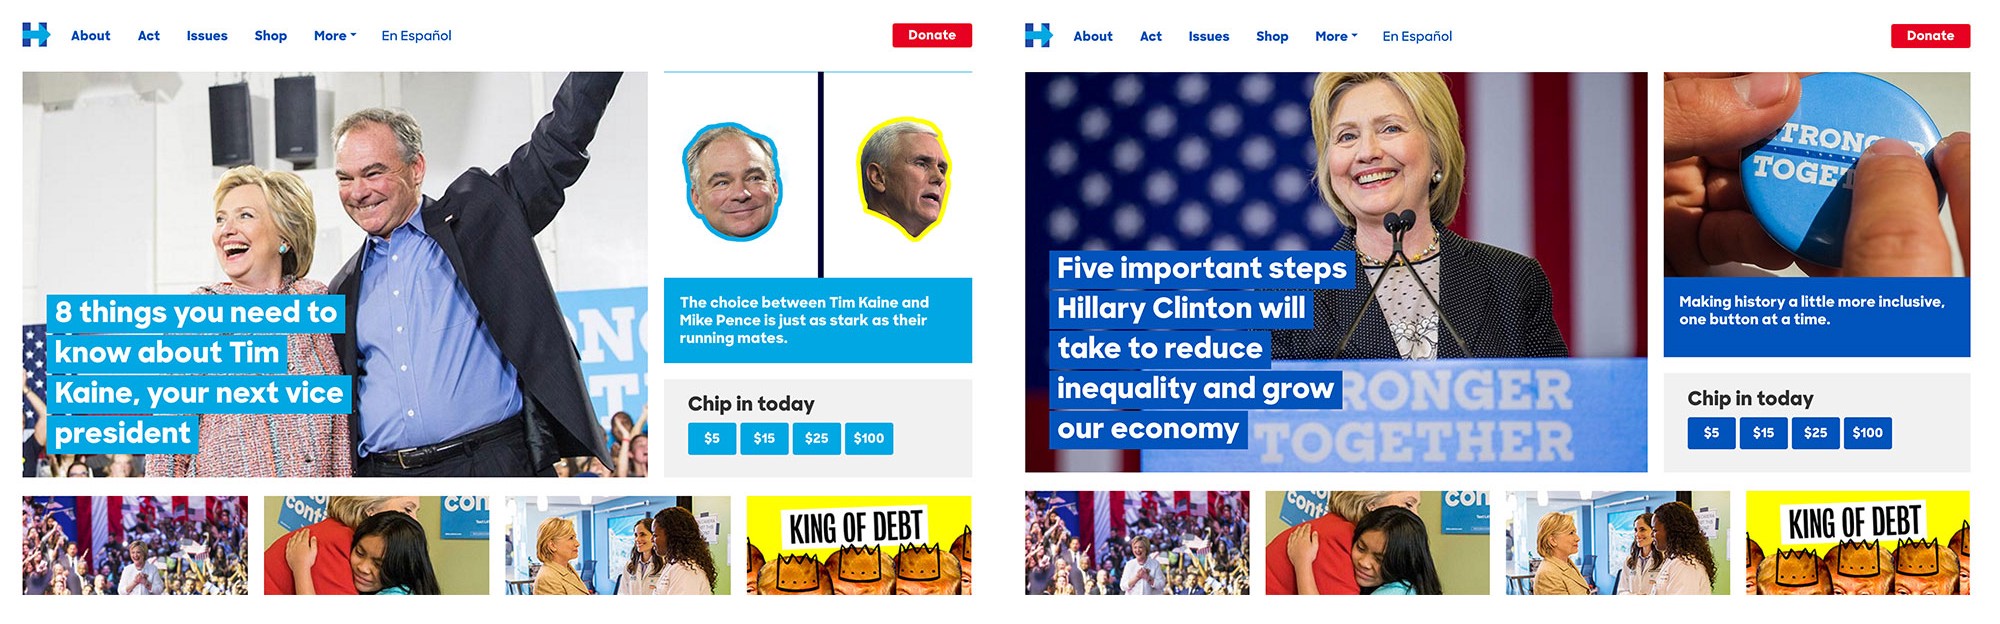 About Act Issues Shop More En Español Donate
8 things you need to
know about Tim
Kaine, your next vice
president
The choice between Tim Kaine and
Mike Pence is just as stark as their
running mates.
Chip in today
$5 $15 $25 $100
KING OF DEBT
About Act Issues Shop More En Español Donate
Five important steps
Hillary Clinton will
take to reduce
inequality and grow
our economy
STRONGER
TOGETHER
TOGETHER
Making history a little more inclusive,
one button at a time.
Chip in today
$5 $15 $25 $100
KING OF DEBT